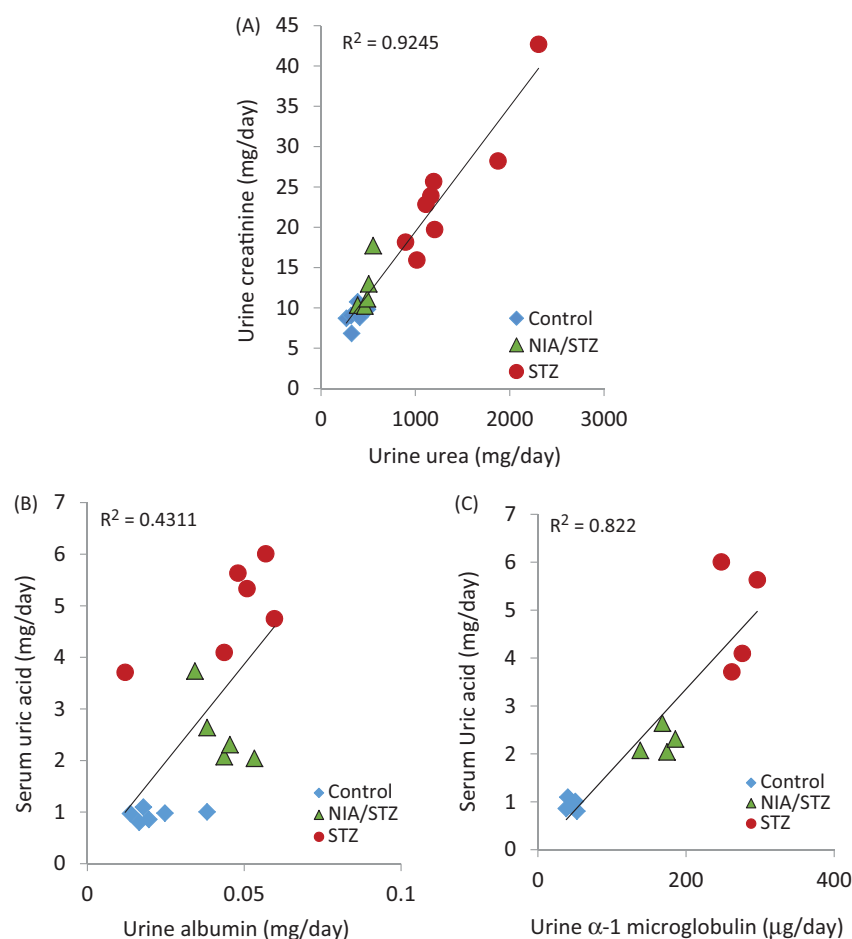 (A)
R² = 0.9245
45
40
35
30
25
20
15
10
5
0
Urine creatinine (mg/day)
Control
NIA/STZ
STZ
0 1000 2000 3000
Urine urea (mg/day)
(B)
R² = 0.4311
7
6
5
4
3
2
1
0
Serum uric acid (mg/day)
Control
NIA/STZ
STZ
0 0.05 0.1
Urine albumin (mg/day)
(C)
R² = 0.822
7
6
5
4
3
2
1
0
Serum Uric acid (mg/day)
Control
NIA/STZ
STZ
0 200 400
Urine α-1 microglobulin (µg/day)